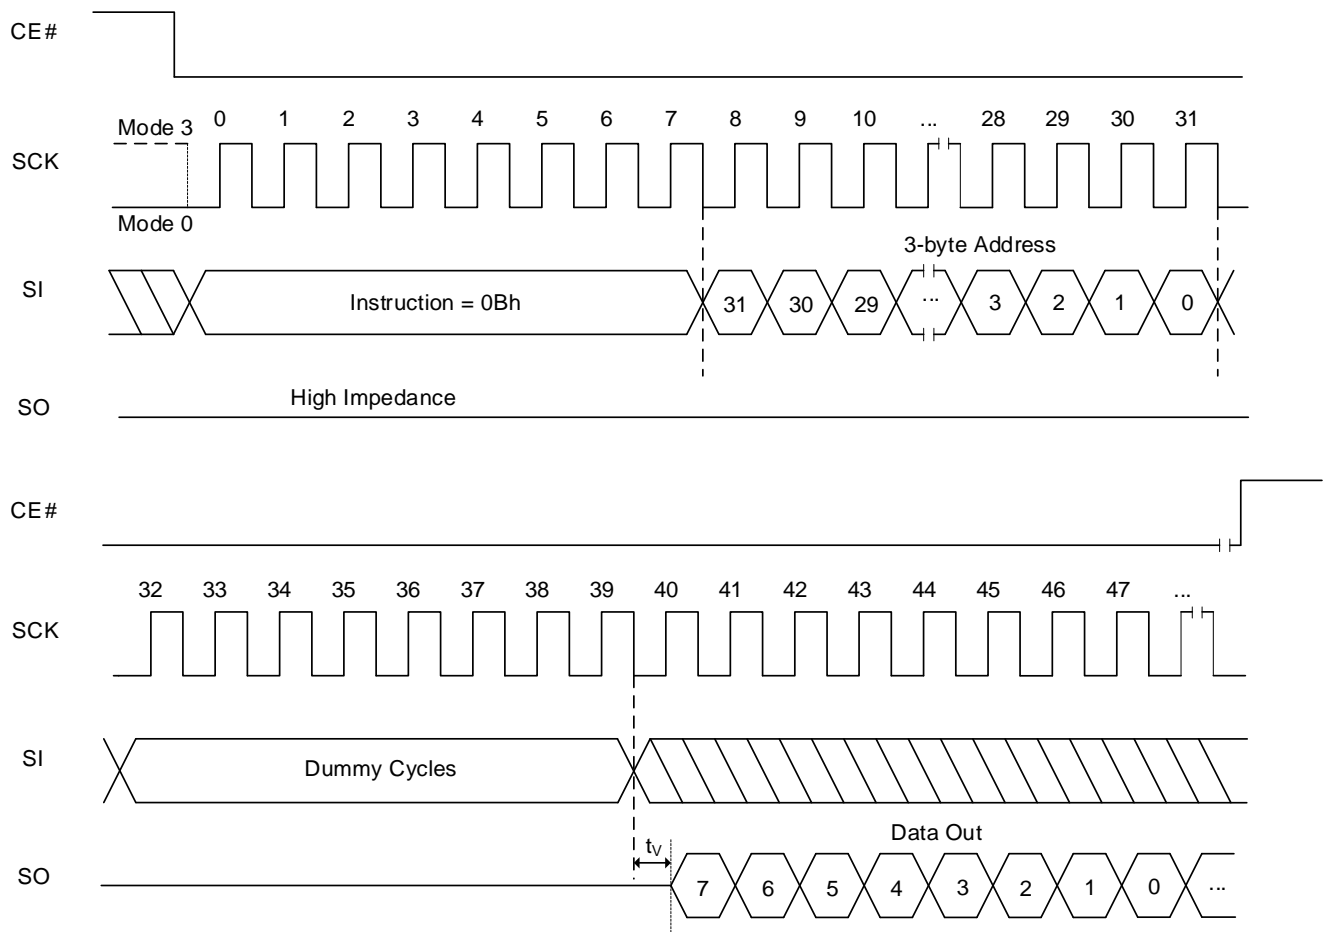 CE#
Mode 3 0 1 2 3 4 5 6 7 8 9 10 ... 28 29 30 31
SCK
Mode 0
3-byte Address
SI Instruction = 0Bh 31 30 29 ... 3 2 1 0
High Impedance
SO
CE#
32 33 34 35 36 37 38 39 40 41 42 43 44 45 46 47 ...
SCK
SI Dummy Cycles
Data Out
tV
SO 7 6 5 4 3 2 1 0 ...